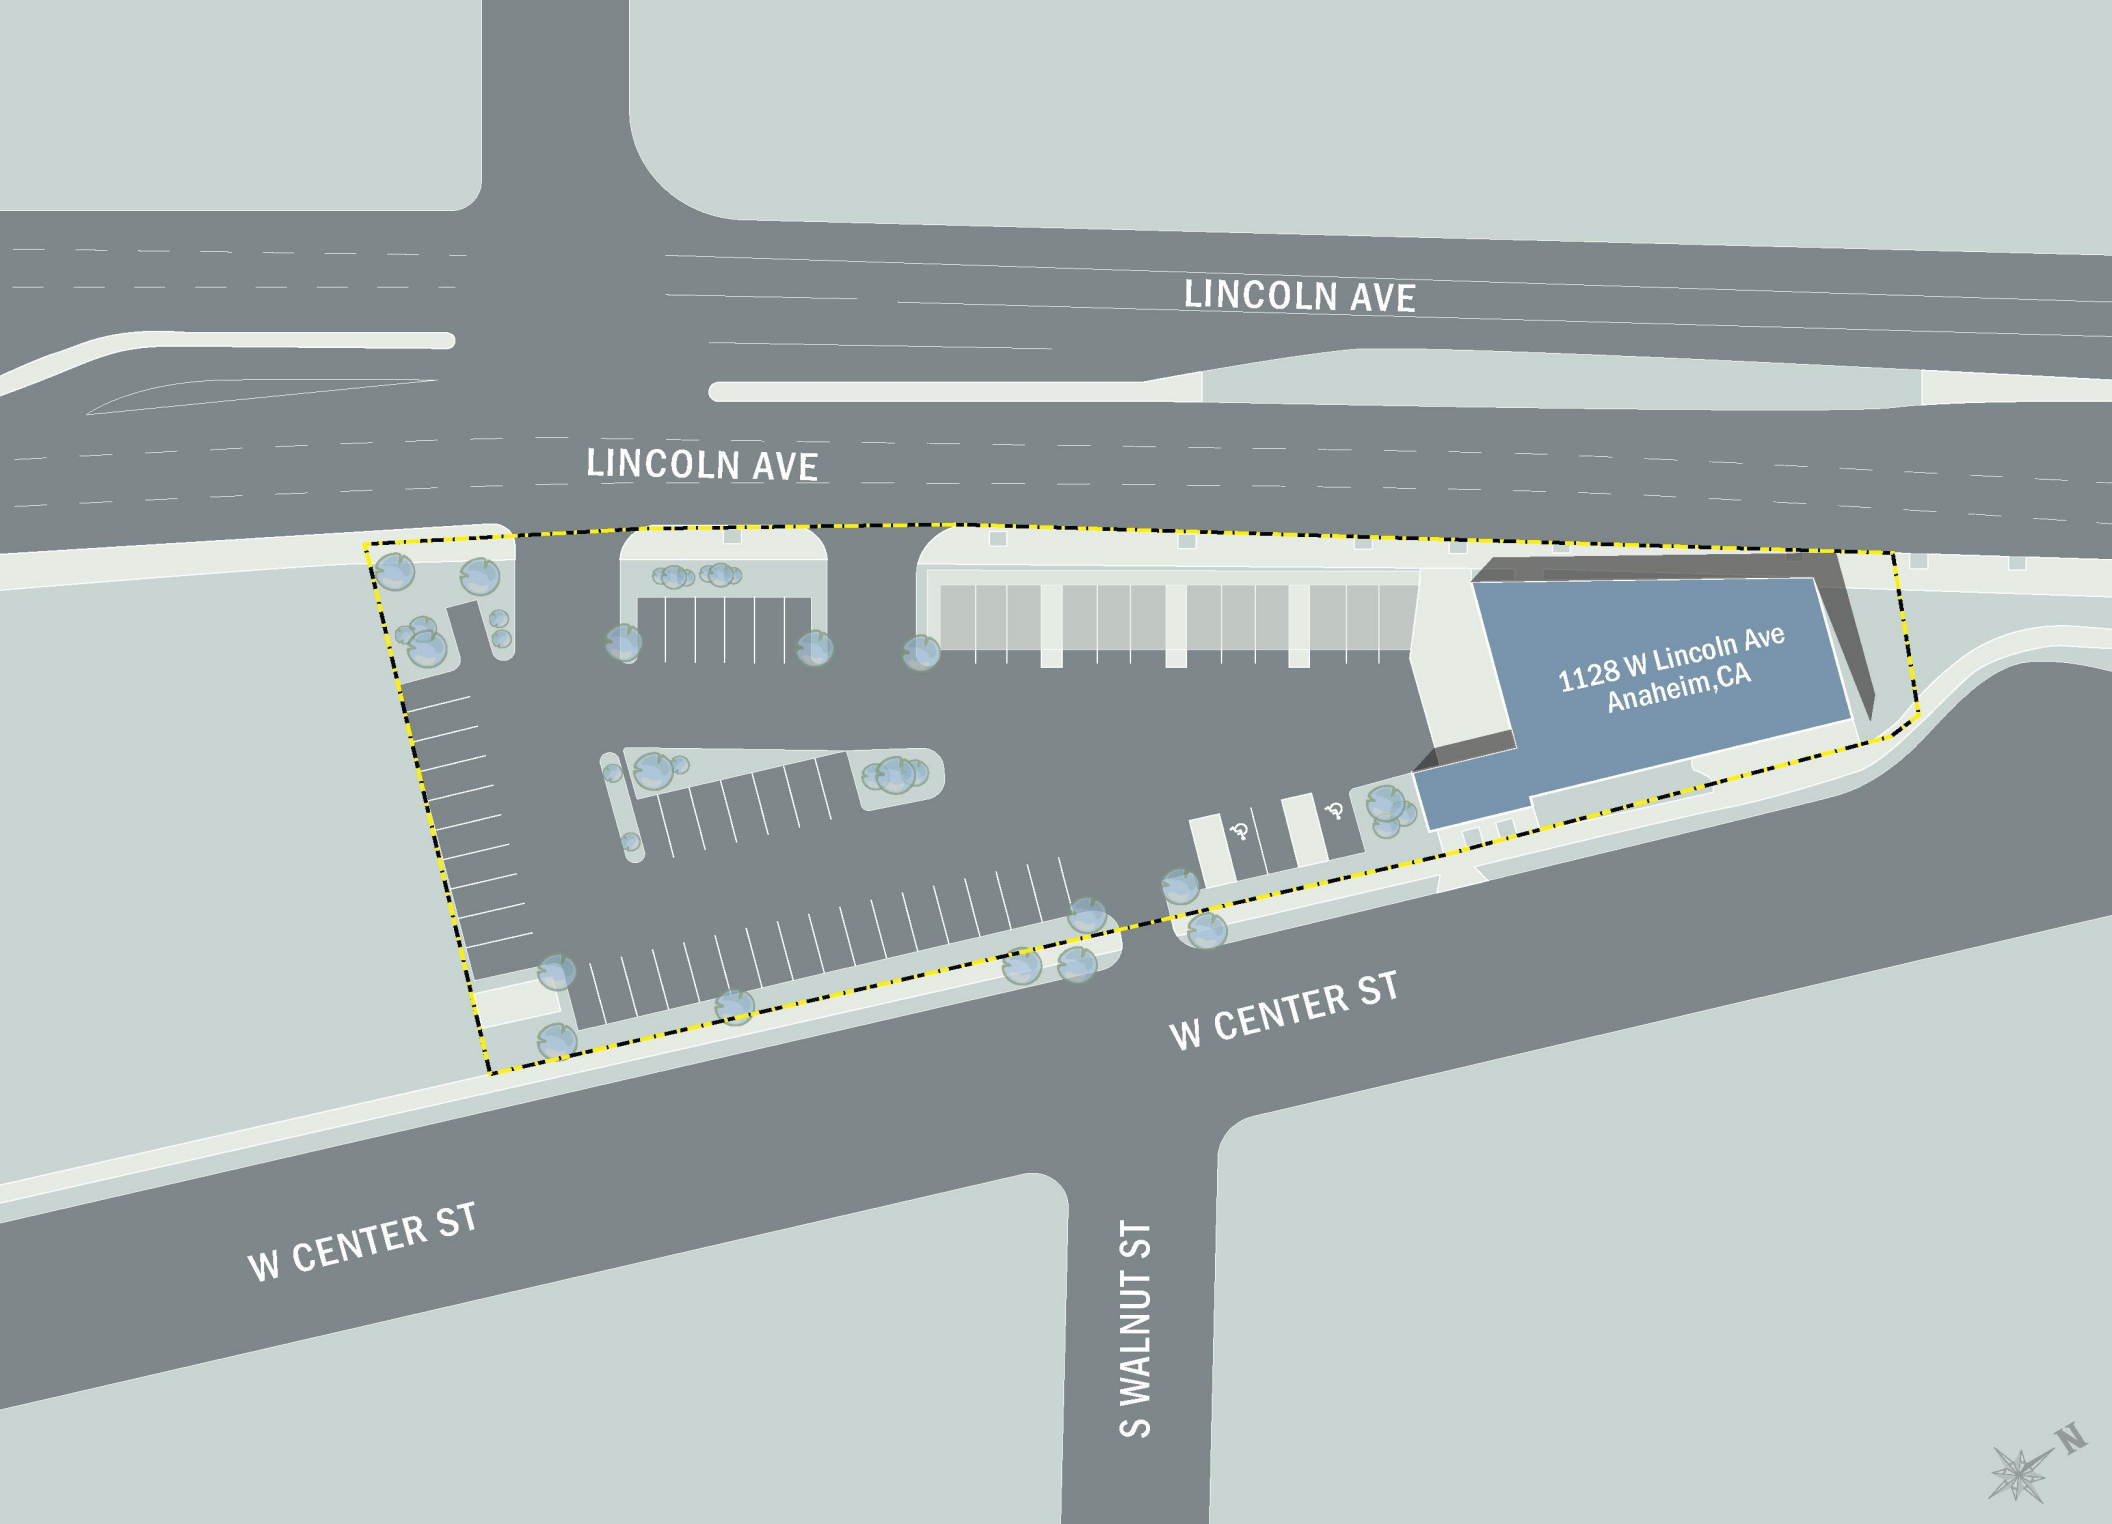 LINCOLN AVE
LINCOLN AVE
1128 W Lincoln Ave
Anaheim,CA
W CENTER ST
W CENTER ST
S WALNUT ST
N